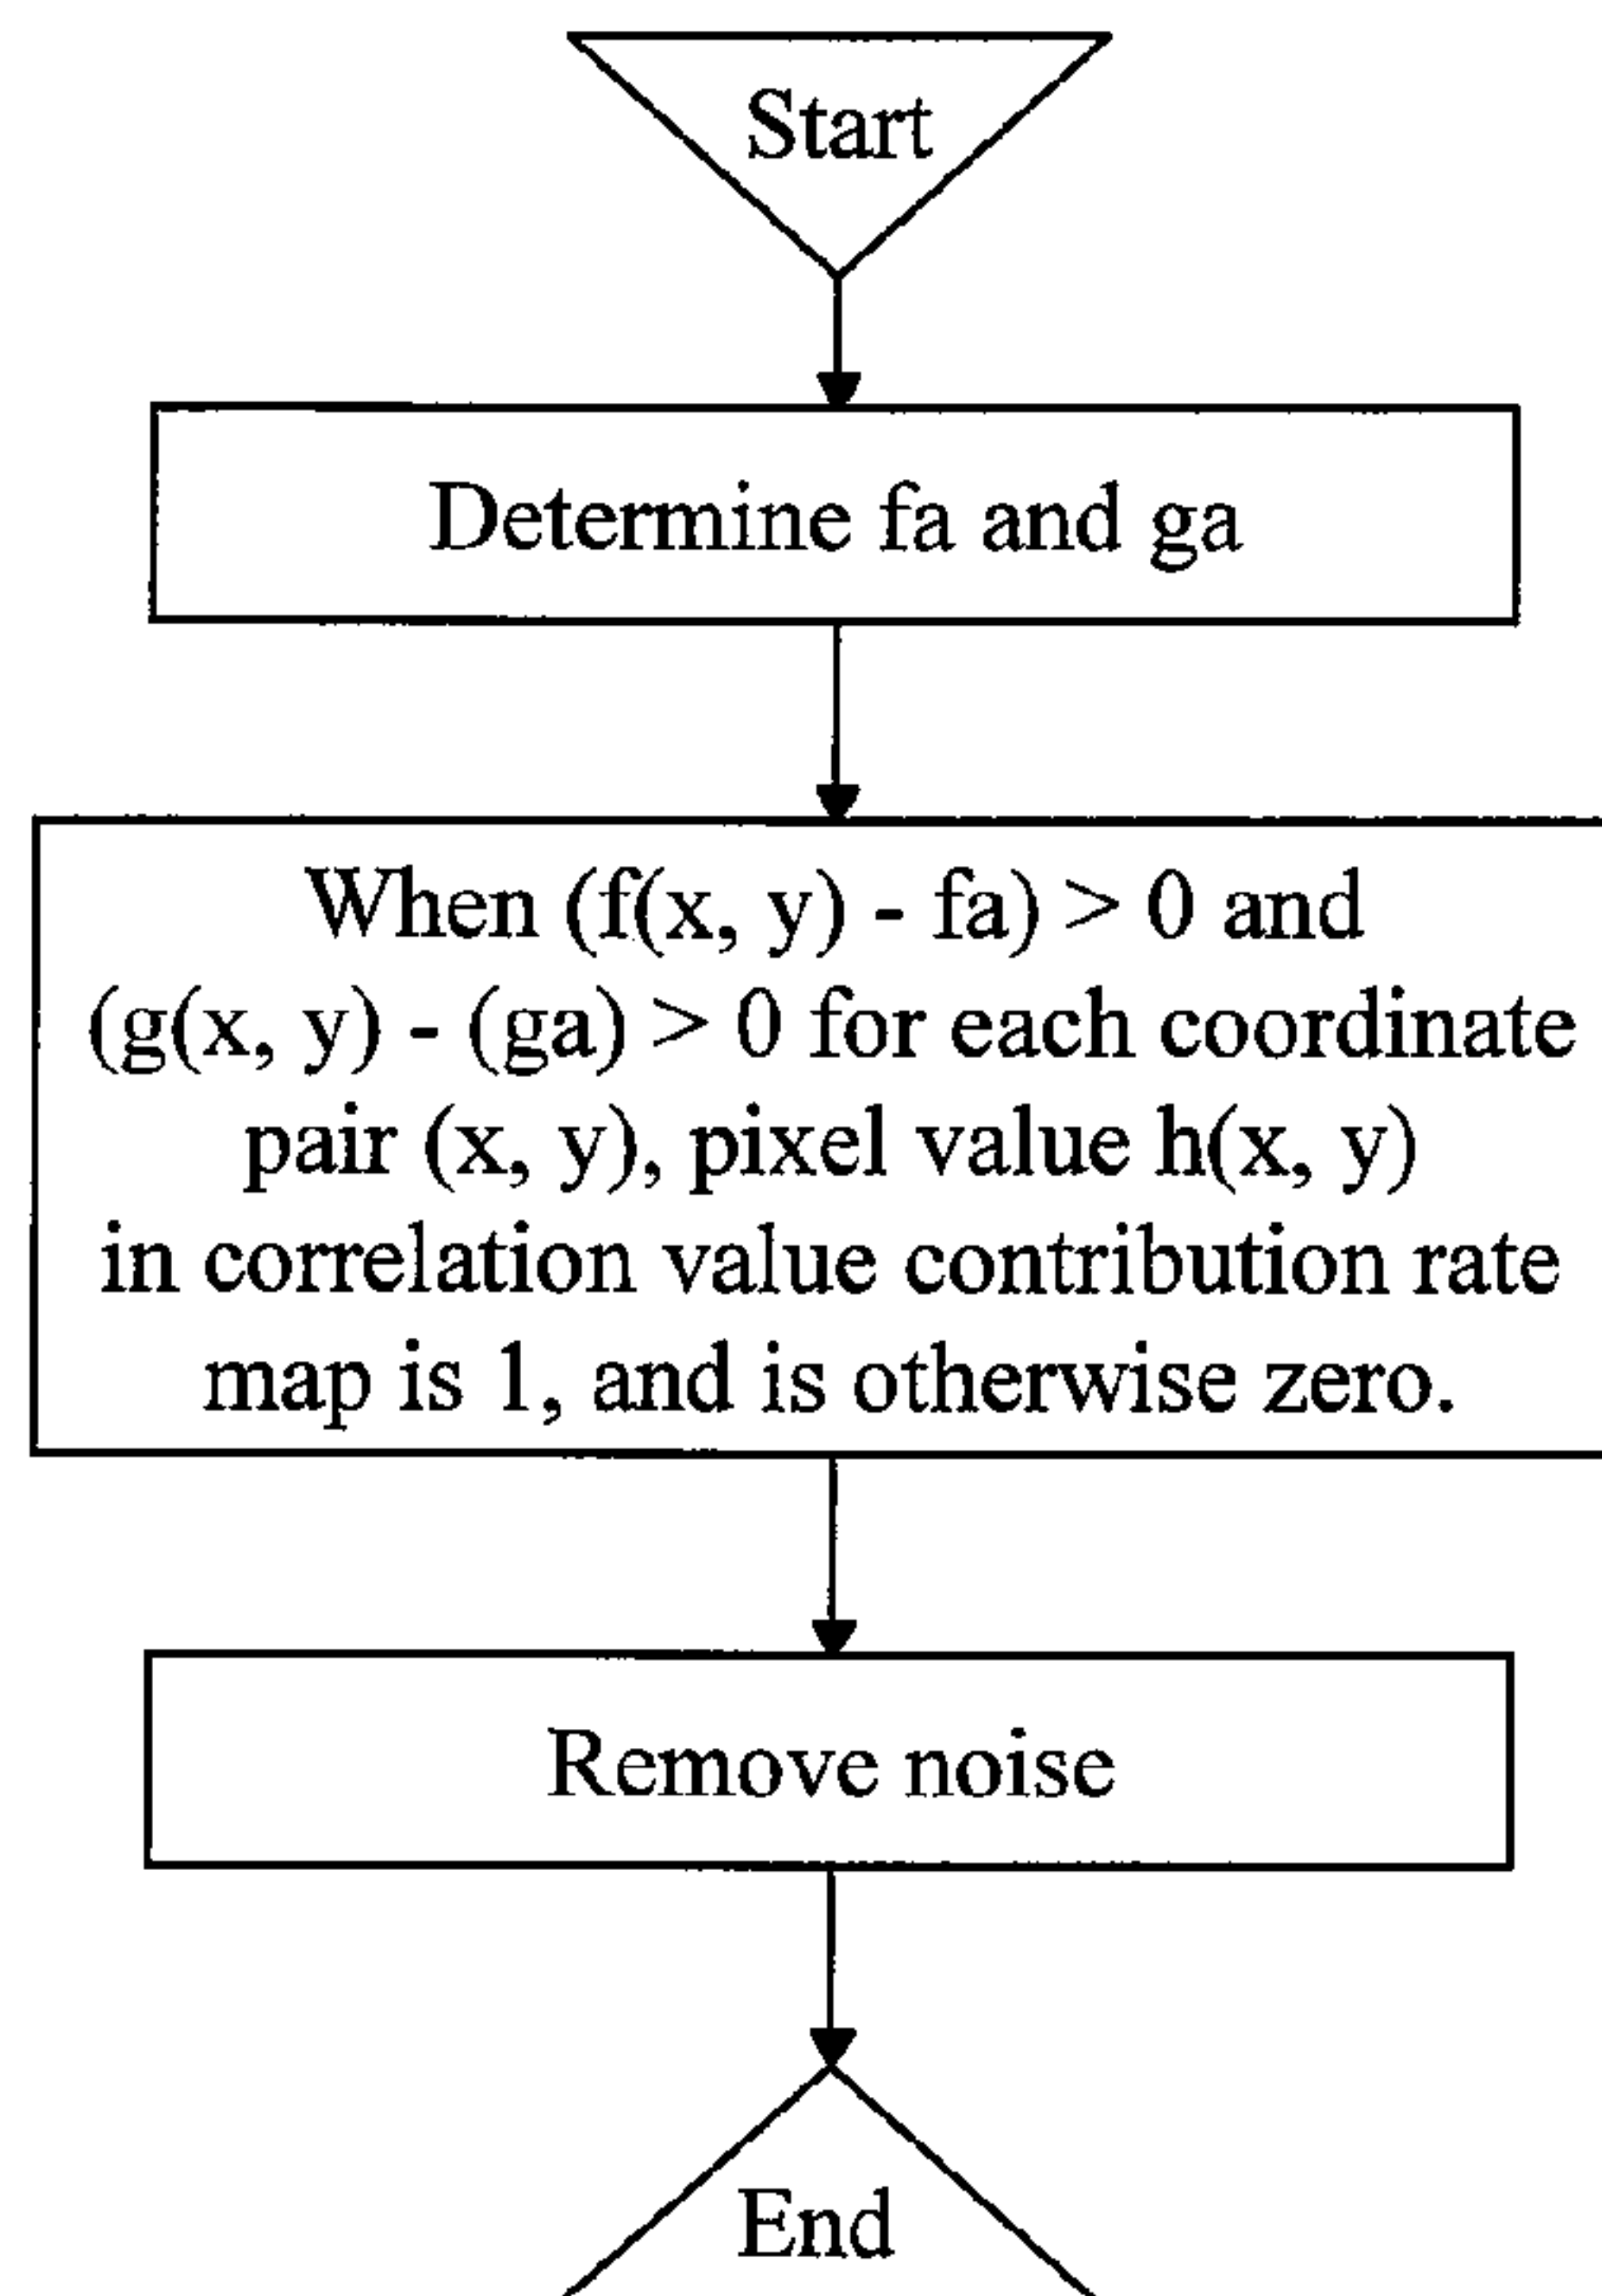 Start
Determine fa and ga
When (f(x, y) - fa) > 0 and
(g(x, y) - (ga) > 0 for each coordinate
pair (x, y), pixel value h(x, y)
in correlation value contribution rate
map is 1, and is otherwise zero.
Remove noise
End